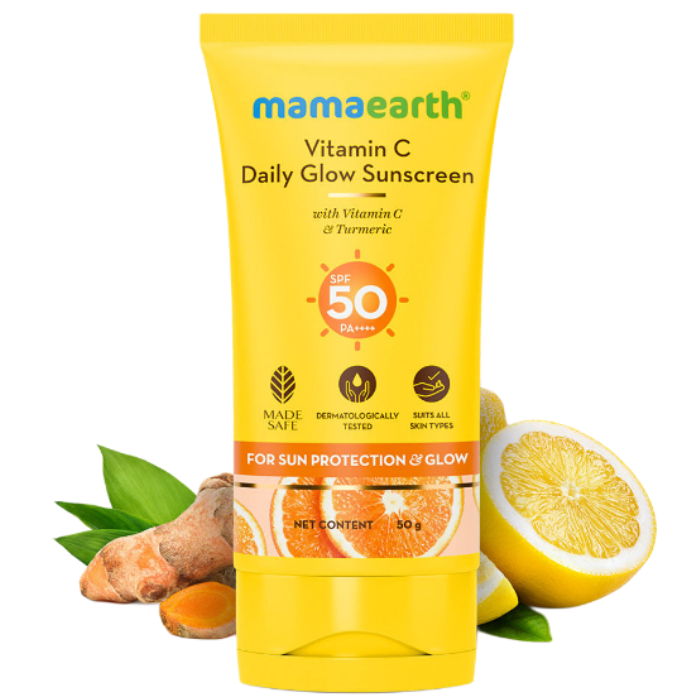 mamaearth®
Vitamin C
Daily Glow Sunscreen
with Vitamin C
& Turmeric
SPF
50
PA++++
MADE SAFE
DERMATOLOGICALLY TESTED
SUITS ALL SKIN TYPES
FOR SUN PROTECTION & GLOW
NET CONTENT 50 g